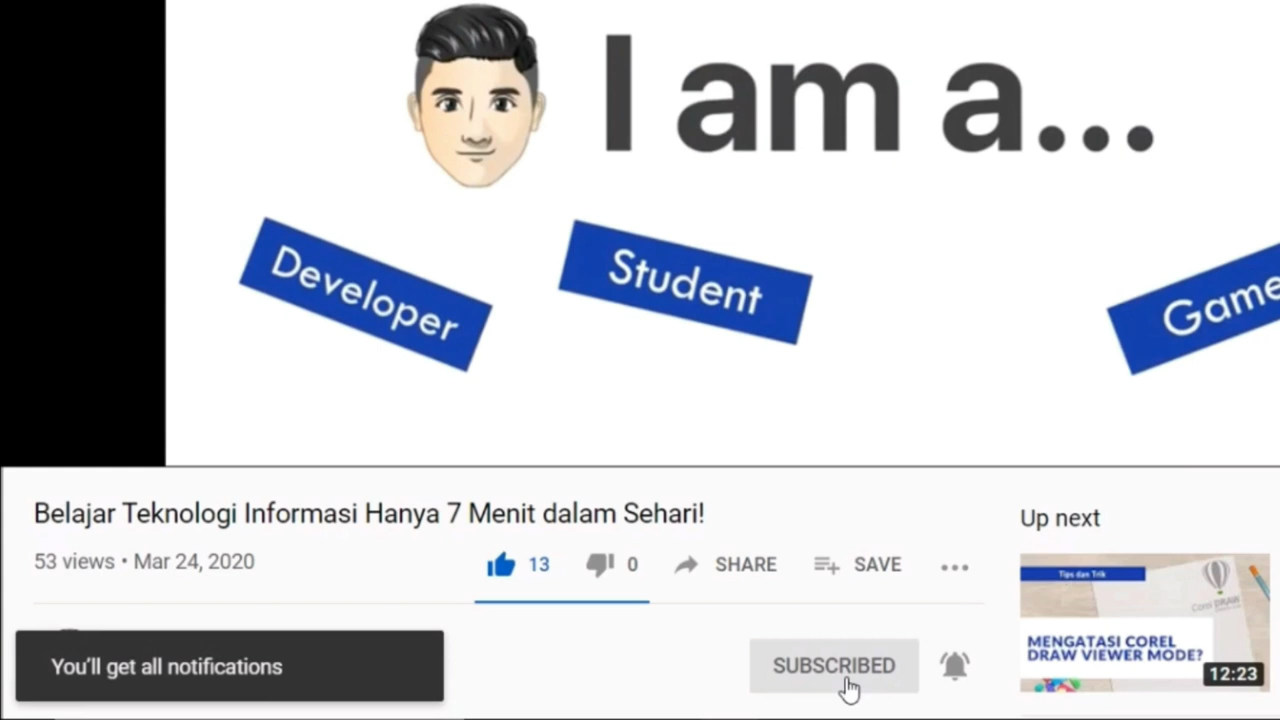 I am a...
Developer
Student
Game
Belajar Teknologi Informasi Hanya 7 Menit dalam Sehari!
53 views • Mar 24, 2020
13
0
SHARE
SAVE
Up next
Tips dan Trik
Corel DRAW
MENGATASI COREL
DRAW VIEWER MODE?
12:23
You'll get all notifications
SUBSCRIBED